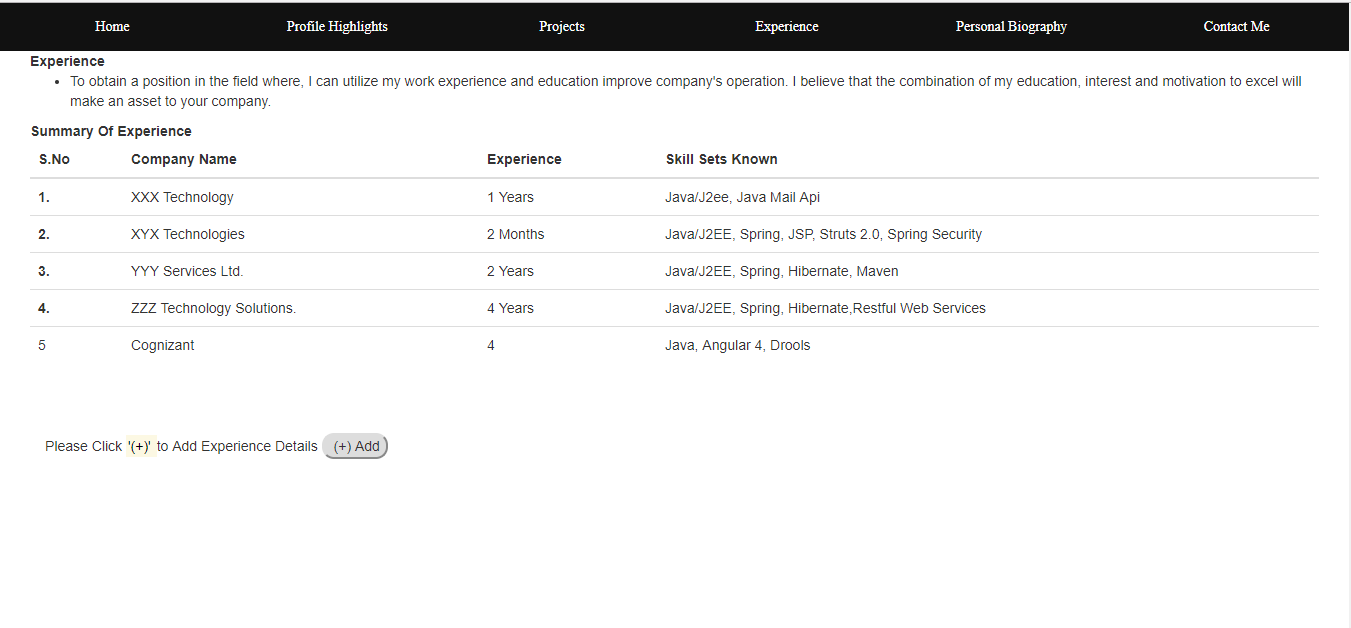 Home Profile Highlights Projects Experience Personal Biography Contact Me
Experience
• To obtain a position in the field where, I can utilize my work experience and education improve company's operation. I believe that the combination of my education, interest and motivation to excel will
make an asset to your company.
Summary Of Experience
S.No Company Name Experience Skill Sets Known
1. XXX Technology 1 Years Java/J2ee, Java Mail Api
2. XYX Technologies 2 Months Java/J2EE, Spring, JSP, Struts 2.0, Spring Security
3. YYY Services Ltd. 2 Years Java/J2EE, Spring, Hibernate, Maven
4. ZZZ Technology Solutions. 4 Years Java/J2EE, Spring, Hibernate,Restful Web Services
5 Cognizant 4 Java, Angular 4, Drools
Please Click '(+)' to Add Experience Details (+) Add